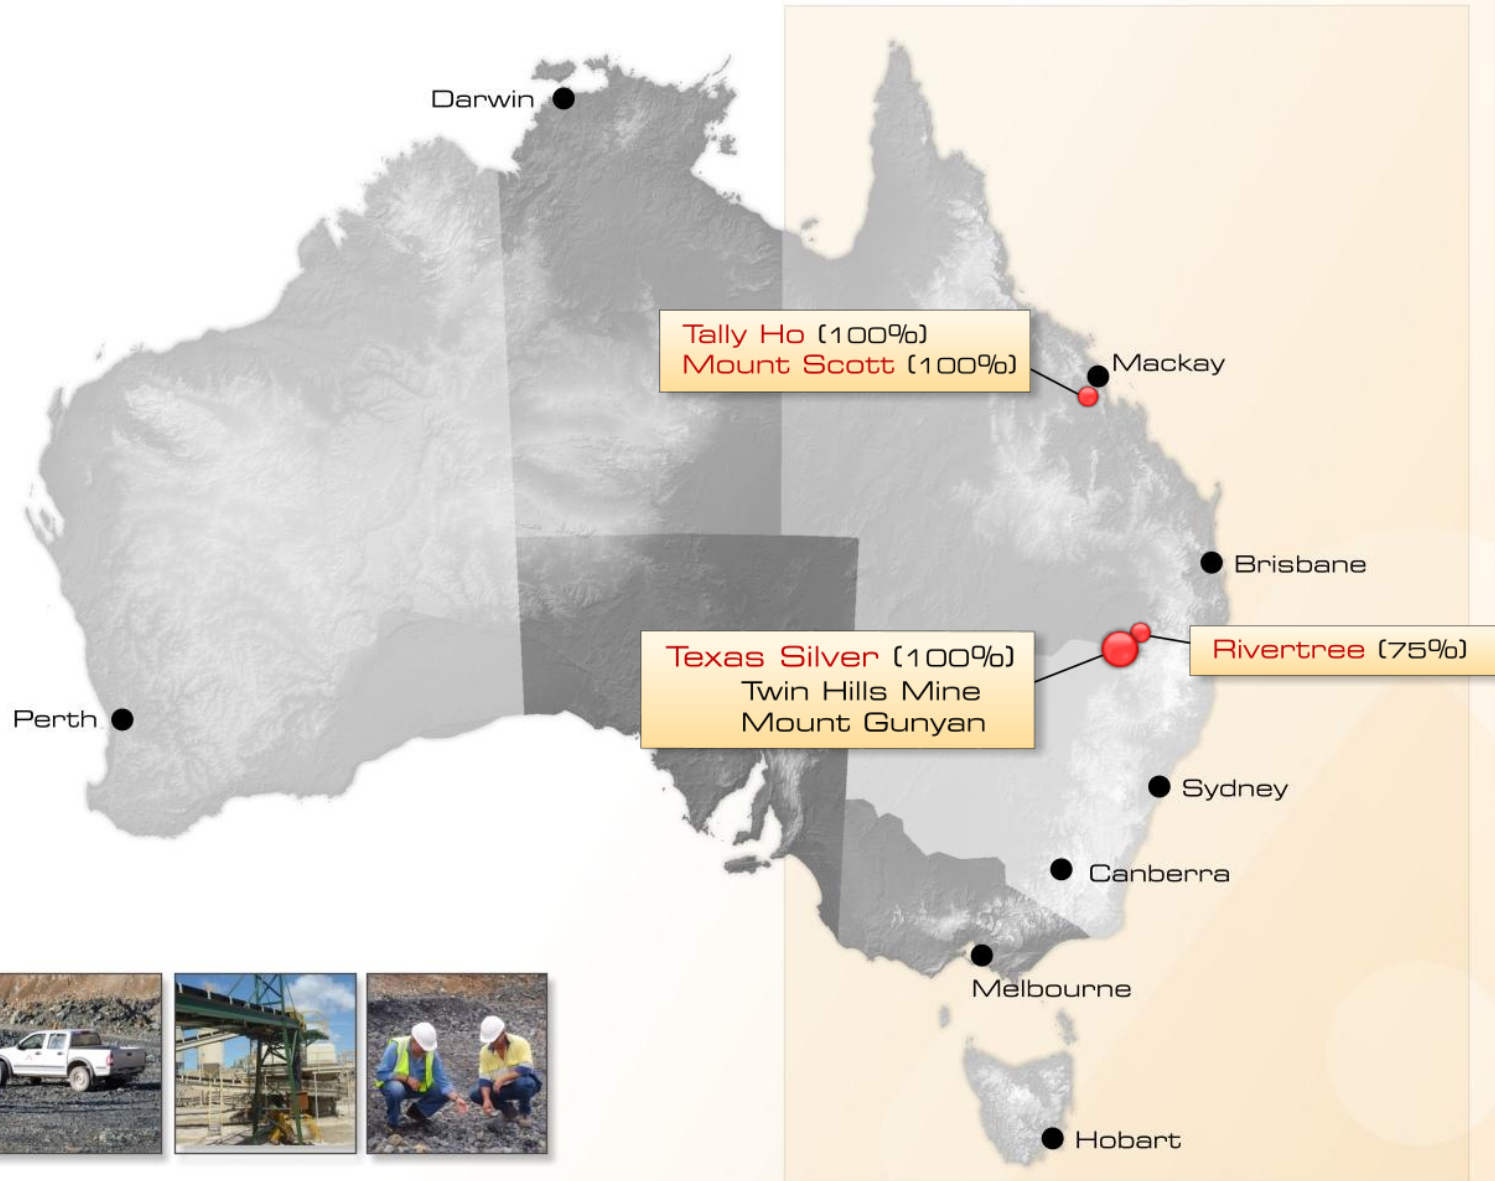 Darwin
Tally Ho (100%)
Mount Scott (100%)
Mackay
Brisbane
Texas Silver (100%)
Twin Hills Mine
Mount Gunyan
Rivertree (75%)
Perth
Sydney
Canberra
Melbourne
Hobart